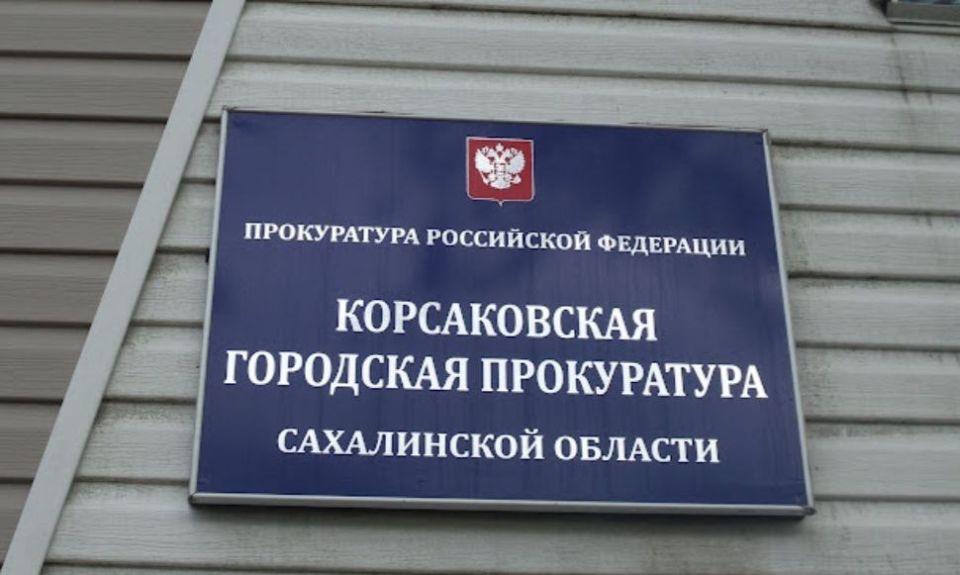 ПРОКУРАТУРА РОССИЙСКОЙ ФЕДЕРАЦИИ
КОРСАКОВСКАЯ
ГОРОДСКАЯ ПРОКУРАТУРА
САХАЛИНСКОЙ ОБЛАСТИ